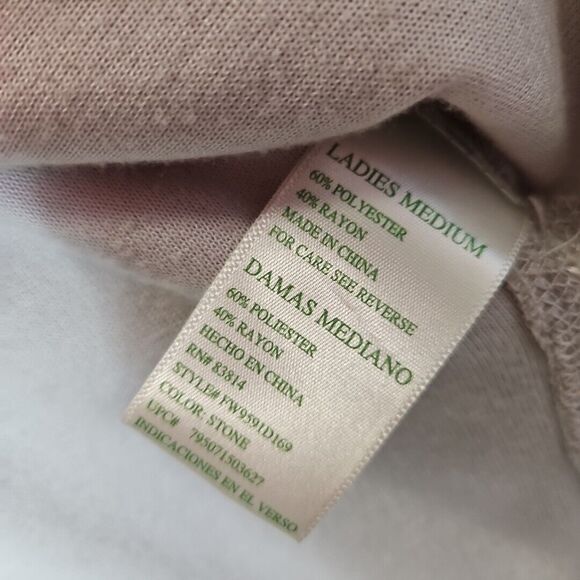 LADIES MEDIUM
60% POLYESTER
40% RAYON
MADE IN CHINA
FOR CARE SEE REVERSE
DAMAS MEDIANO
60% POLIESTER
40% RAYON
HECHO EN CHINA
RN# 83814
STYLE# FW9591D169
COLOR: STONE
UPC# 795071503627
INDICACIONES EN EL VERSO